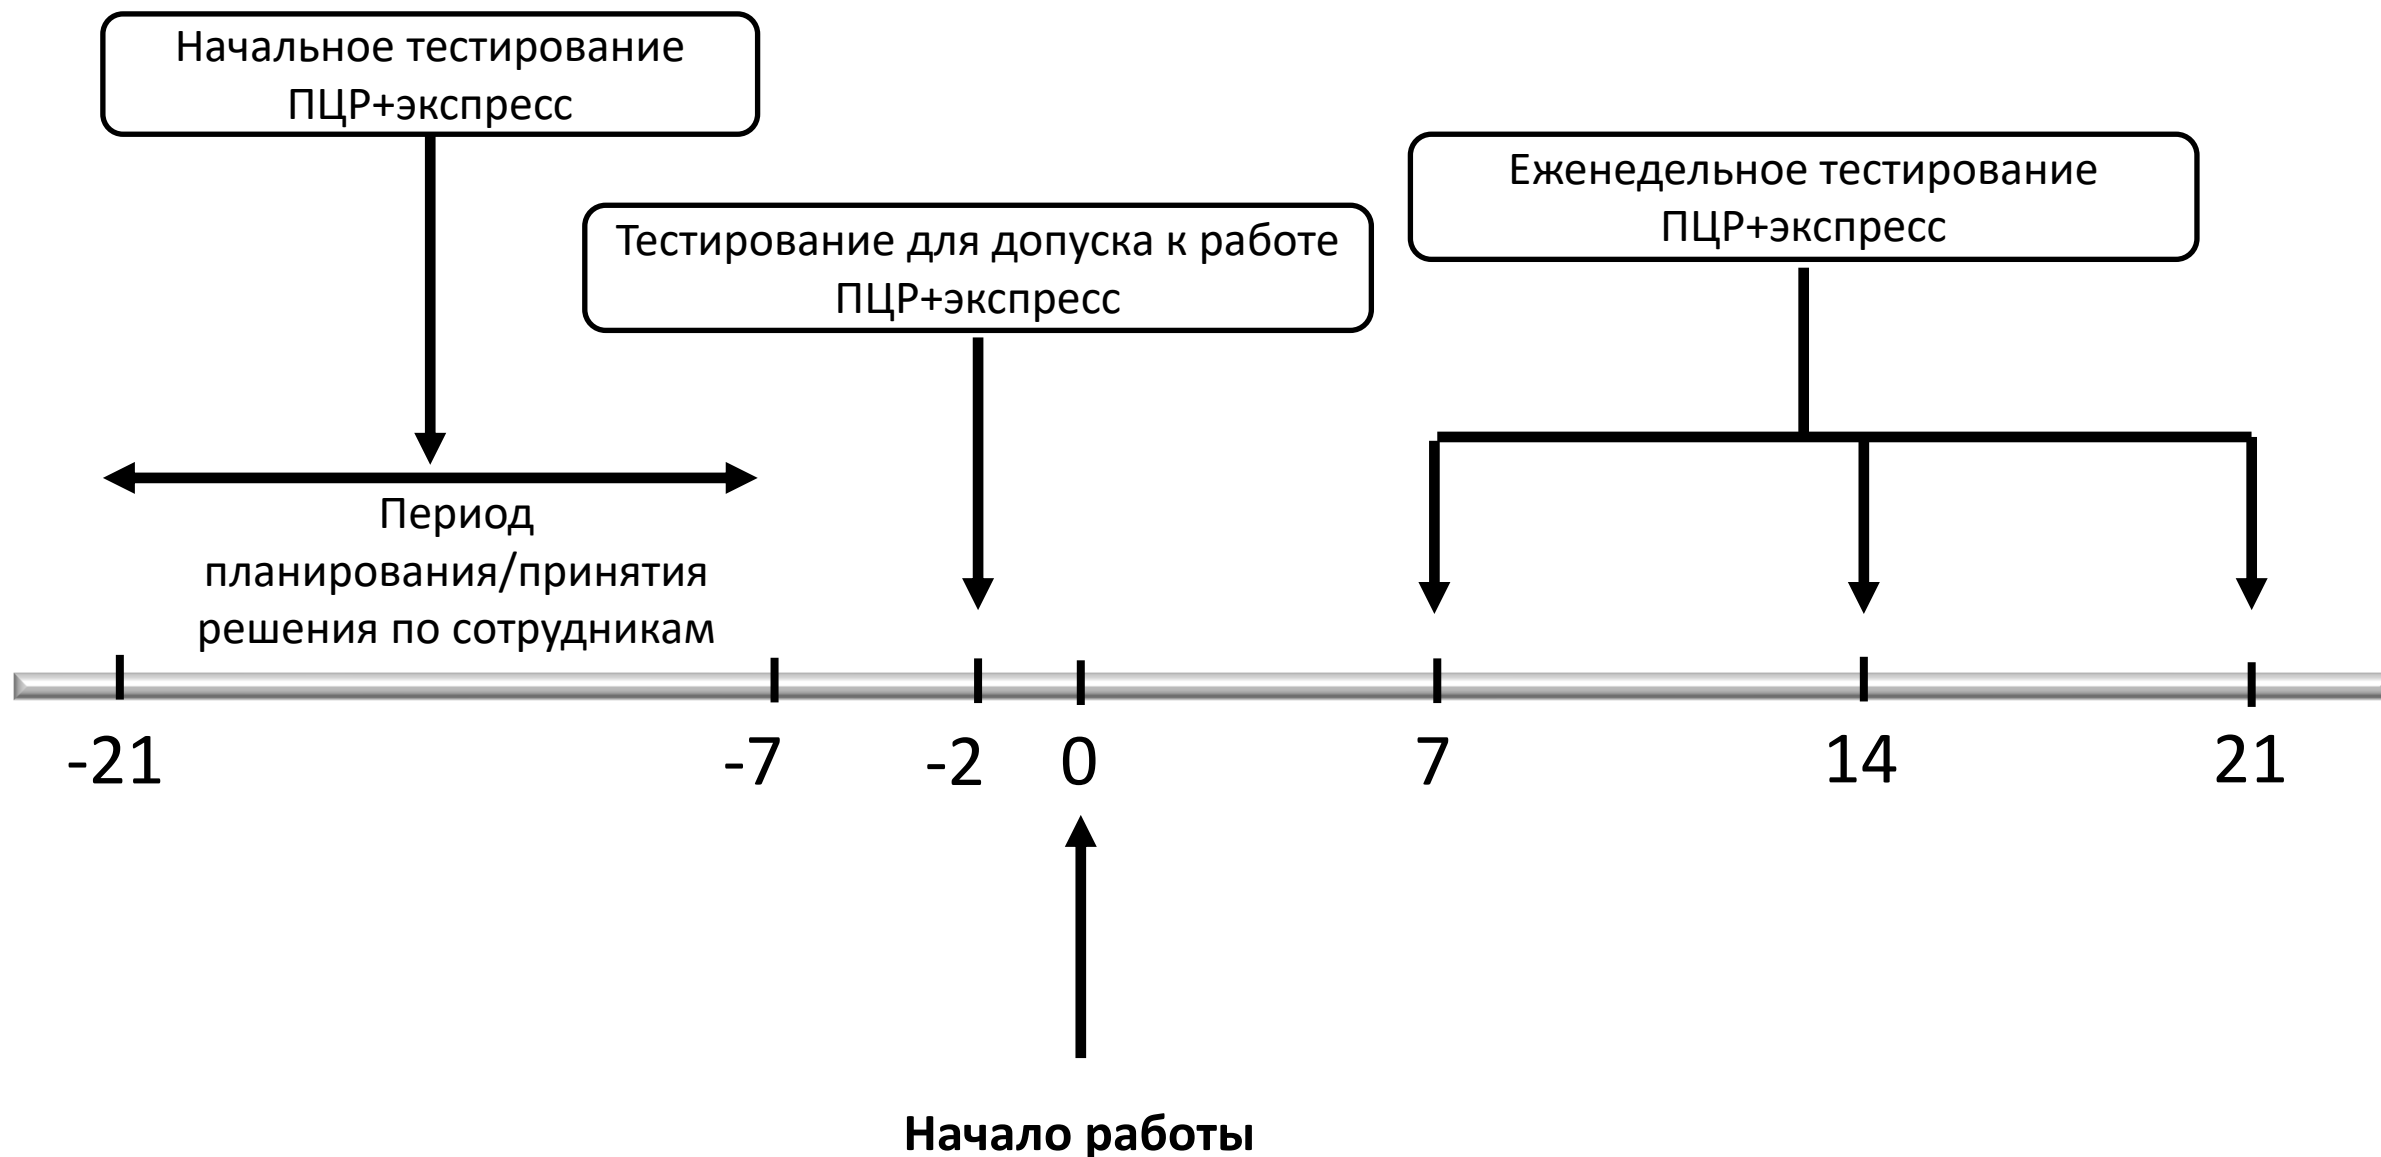 Начальное тестирование
ПЦР+экспресс
Тестирование для допуска к работе
ПЦР+экспресс
Еженедельное тестирование
ПЦР+экспресс
Период
планирования/принятия
решения по сотрудникам
-21
-7
-2
0
7
14
21
Начало работы